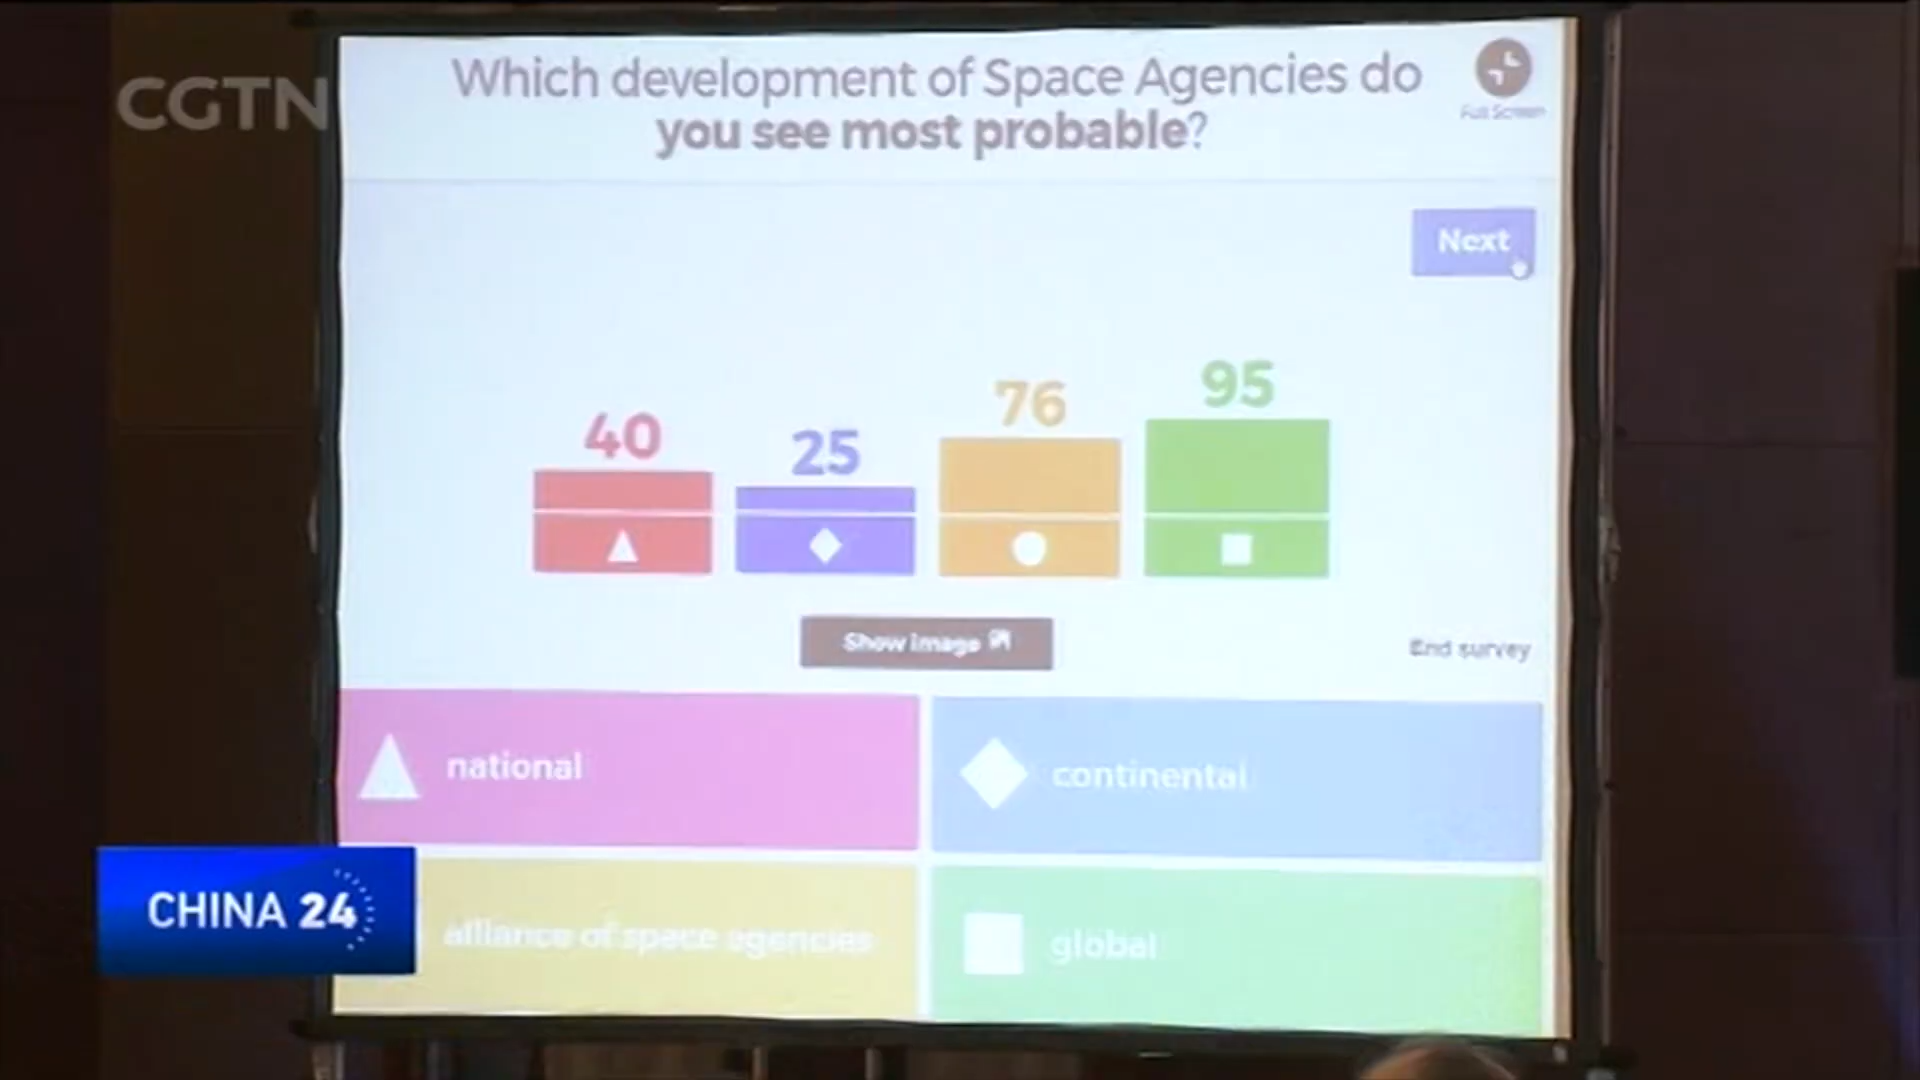 CGTN
Which development of Space Agencies do
you see most probable?
Full Screen
Next
40
25
76
95
Show image
End survey
national
continental
alliance of space agencies
global
CHINA 24